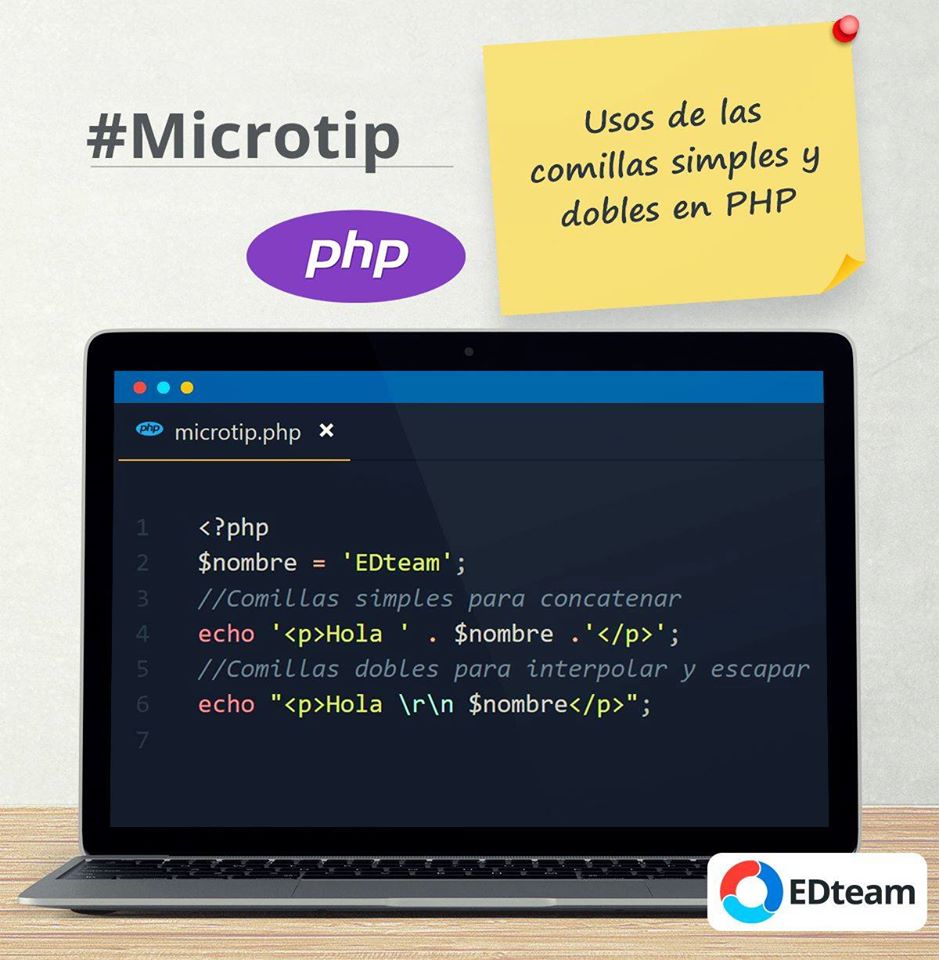 #Microtip
php
Usos de las
comillas simples y
dobles en PHP
php microtip.php ×
1 <?php
2 $nombre = 'EDteam';
3 //Comillas simples para concatenar
4 echo '<p>Hola ' . $nombre .'</p>';
5 //Comillas dobles para interpolar y escapar
6 echo "<p>Hola \r\n $nombre</p>";
7
EDteam